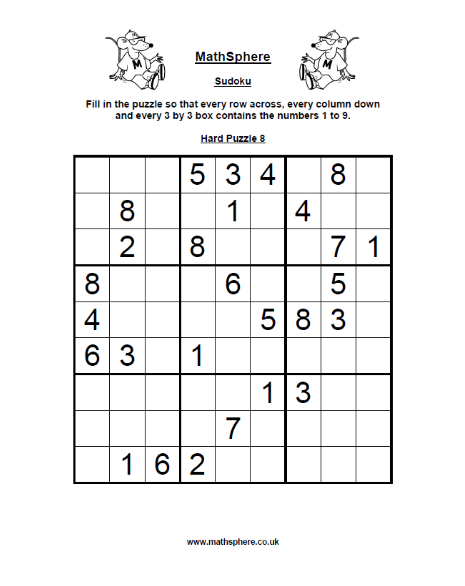 M
M
MathSphere
Sudoku
Fill in the puzzle so that every row across, every column down
and every 3 by 3 box contains the numbers 1 to 9.
Hard Puzzle 8
5 3 4 8
8 1 4
2 8 7 1
8 6 5
4 5 8 3
6 3 1
1 3
7
1 6 2
www.mathsphere.co.uk